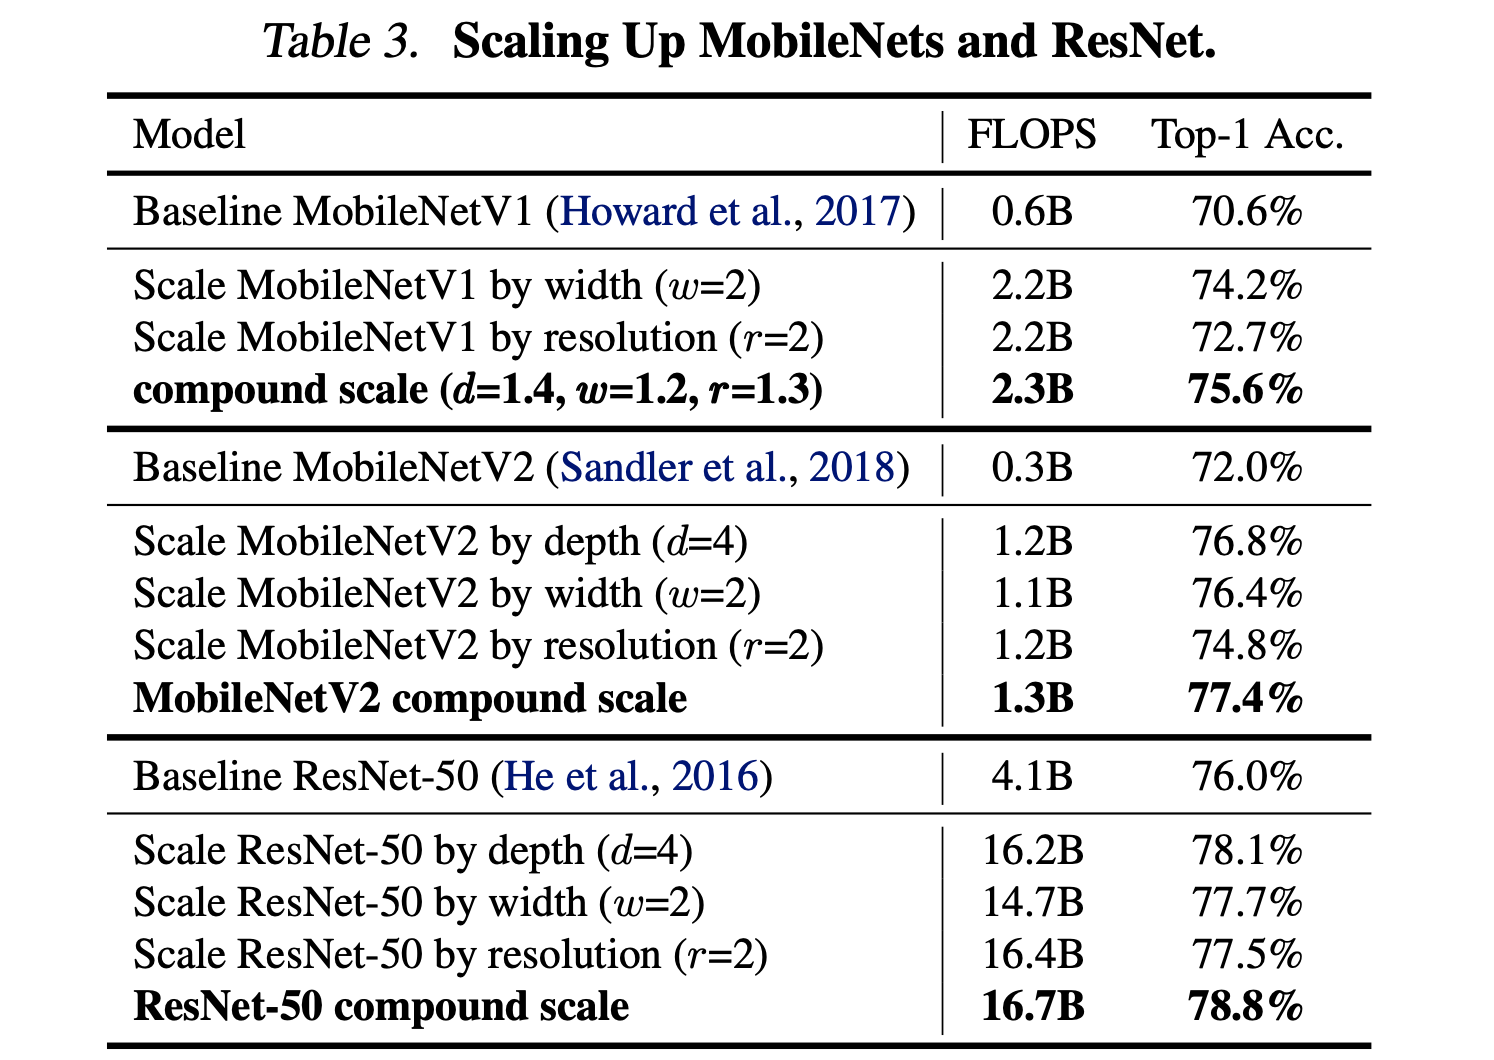 Table 3. Scaling Up MobileNets and ResNet.
Model FLOPS Top-1 Acc.
Baseline MobileNetV1 (Howard et al., 2017) 0.6B 70.6%
Scale MobileNetV1 by width (w=2) 2.2B 74.2%
Scale MobileNetV1 by resolution (r=2) 2.2B 72.7%
compound scale (d=1.4, w=1.2, r=1.3) 2.3B 75.6%
Baseline MobileNetV2 (Sandler et al., 2018) 0.3B 72.0%
Scale MobileNetV2 by depth (d=4) 1.2B 76.8%
Scale MobileNetV2 by width (w=2) 1.1B 76.4%
Scale MobileNetV2 by resolution (r=2) 1.2B 74.8%
MobileNetV2 compound scale 1.3B 77.4%
Baseline ResNet-50 (He et al., 2016) 4.1B 76.0%
Scale ResNet-50 by depth (d=4) 16.2B 78.1%
Scale ResNet-50 by width (w=2) 14.7B 77.7%
Scale ResNet-50 by resolution (r=2) 16.4B 77.5%
ResNet-50 compound scale 16.7B 78.8%